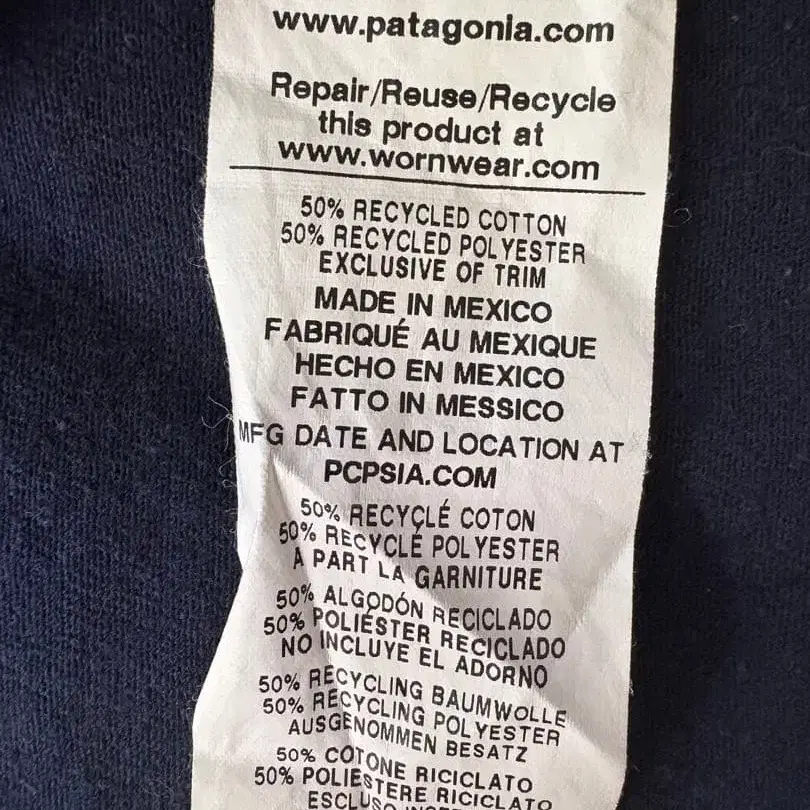 www.patagonia.com
Repair/Reuse/Recycle
this product at
www.wornwear.com
50% RECYCLED COTTON
50% RECYCLED POLYESTER
EXCLUSIVE OF TRIM
MADE IN MEXICO
FABRIQUÉ AU MEXIQUE
HECHO EN MEXICO
FATTO IN MESSICO
MFG DATE AND LOCATION AT
PCPSIA.COM
50% RECYCLÉ COTON
50% RECYCLÉ POLYESTER
À PART LA GARNITURE
50% ALGODÓN RECICLADO
50% POLIÉSTER RECICLADO
NO INCLUYE EL ADORNO
50% RECYCLING BAUMWOLLE
50% RECYCLING POLYESTER
AUSGENOMMEN BESATZ
50% COTONE RICICLATO
50% POLIESTERE RICICLATO